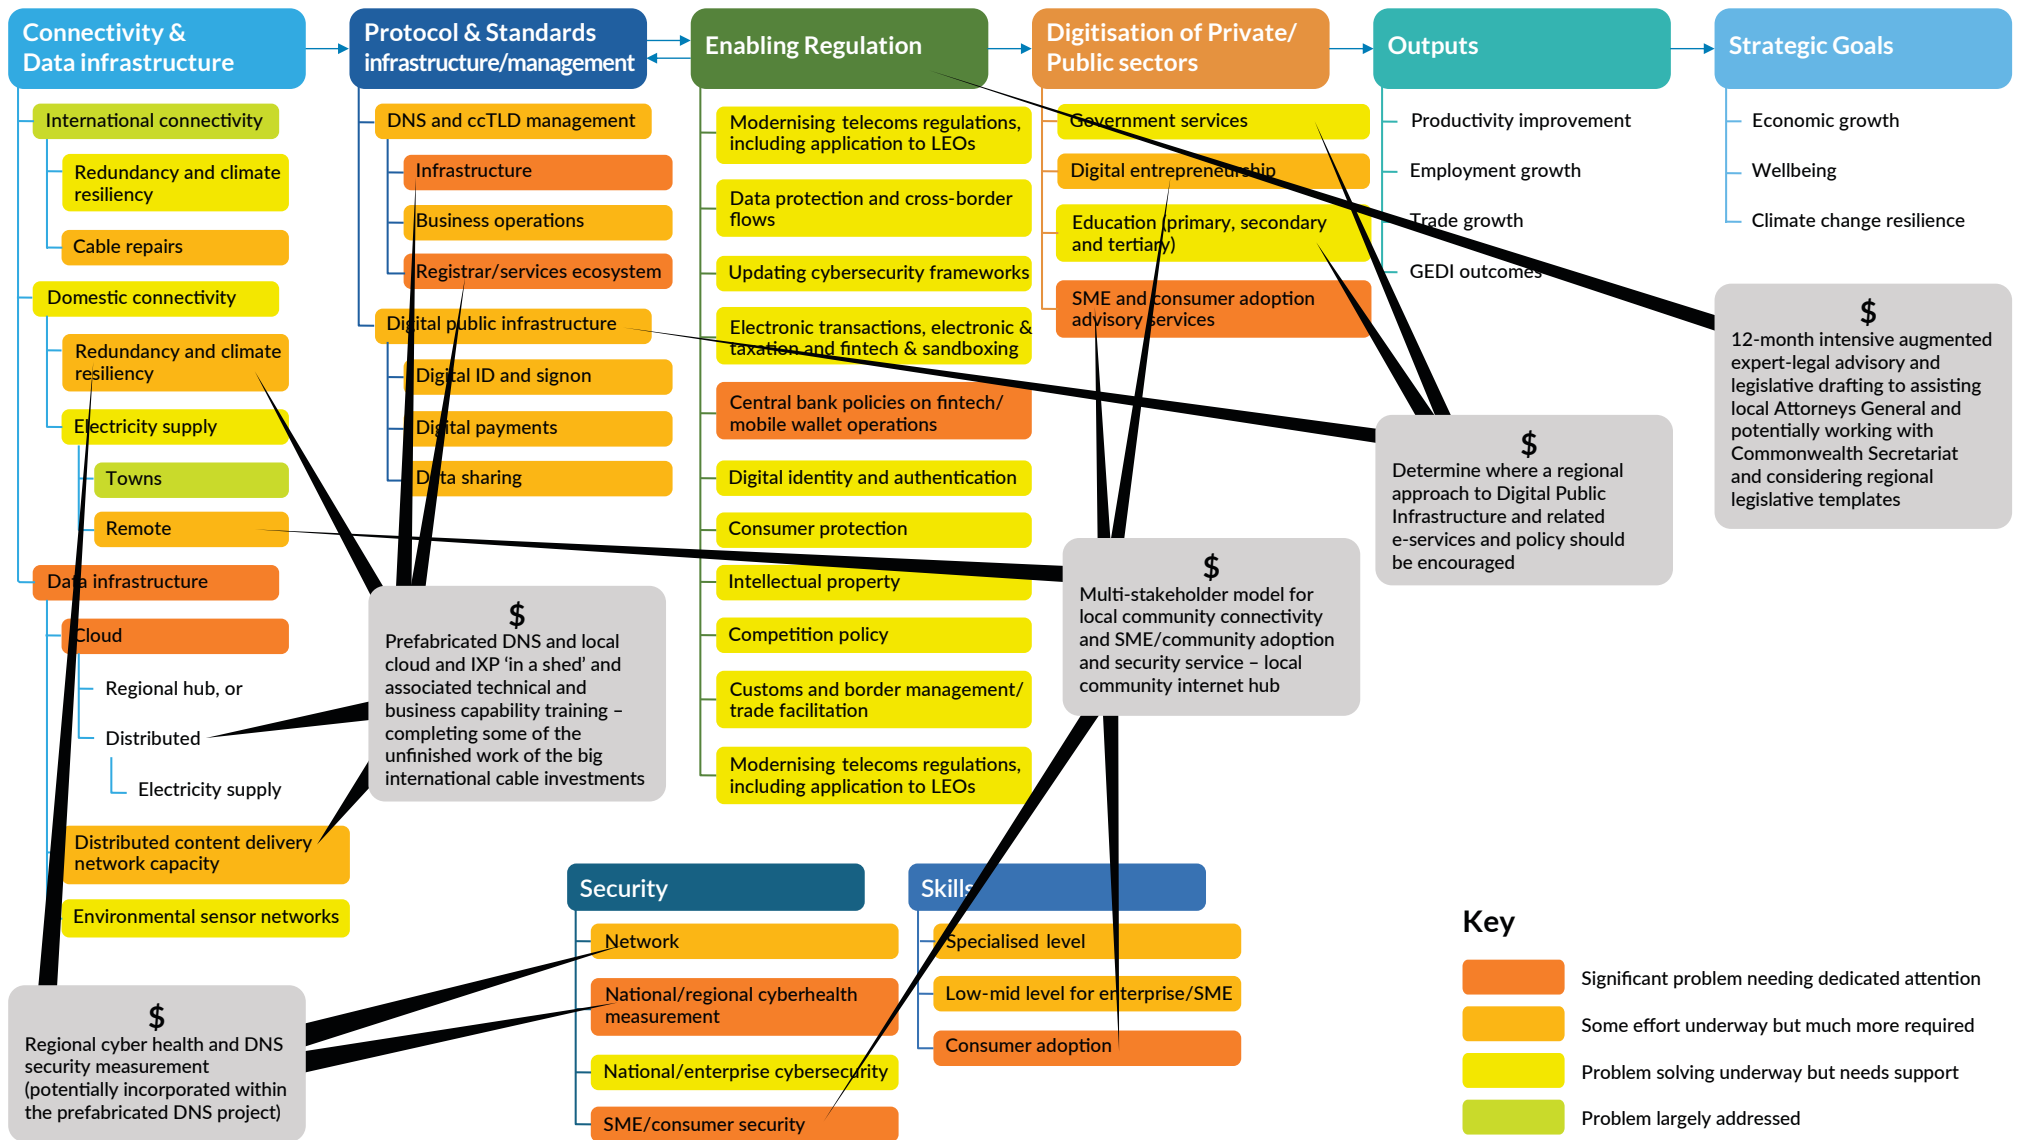 Connectivity &
Data infrastructure
International connectivity
Redundancy and climate
resiliency
Cable repairs
Domestic connectivity
Redundancy and climate
resiliency
Electricity supply
Towns
Remote
Data infrastructure
Cloud
Regional hub, or
Distributed
Electricity supply
Distributed content delivery
network capacity
Environmental sensor networks
$
Regional cyber health and DNS
security measurement
(potentially incorporated within
the prefabricated DNS project)
Protocol & Standards
infrastructure/management
DNS and ccTLD management
Infrastructure
Business operations
Registrar/services ecosystem
Digital public infrastructure
Digital ID and signon
Digital payments
Data sharing
$
Prefabricated DNS and local
cloud and IXP ‘in a shed’ and
associated technical and
business capability training –
completing some of the
unfinished work of the big
international cable investments
Enabling Regulation
Modernising telecoms regulations,
including application to LEOs
Data protection and cross-border
flows
Updating cybersecurity frameworks
Electronic transactions, electronic &
taxation and fintech & sandboxing
Central bank policies on fintech/
mobile wallet operations
Digital identity and authentication
Consumer protection
Intellectual property
Competition policy
Customs and border management/
trade facilitation
Modernising telecoms regulations,
including application to LEOs
Digitisation of Private/
Public sectors
Government services
Digital entrepreneurship
Education (primary, secondary
and tertiary)
SME and consumer adoption
advisory services
$
Multi-stakeholder model for
local community connectivity
and SME/community adoption
and security service – local
community internet hub
Outputs
Productivity improvement
Employment growth
Trade growth
GEDI outcomes
$
Determine where a regional
approach to Digital Public
Infrastructure and related
e-services and policy should
be encouraged
Strategic Goals
Economic growth
Wellbeing
Climate change resilience
$
12-month intensive augmented
expert-legal advisory and
legislative drafting to assisting
local Attorneys General and
potentially working with
Commonwealth Secretariat
and considering regional
legislative templates
Security
Network
National/regional cyberhealth
measurement
National/enterprise cybersecurity
SME/consumer security
Skills
Specialised level
Low-mid level for enterprise/SME
Consumer adoption
Key
Significant problem needing dedicated attention
Some effort underway but much more required
Problem solving underway but needs support
Problem largely addressed